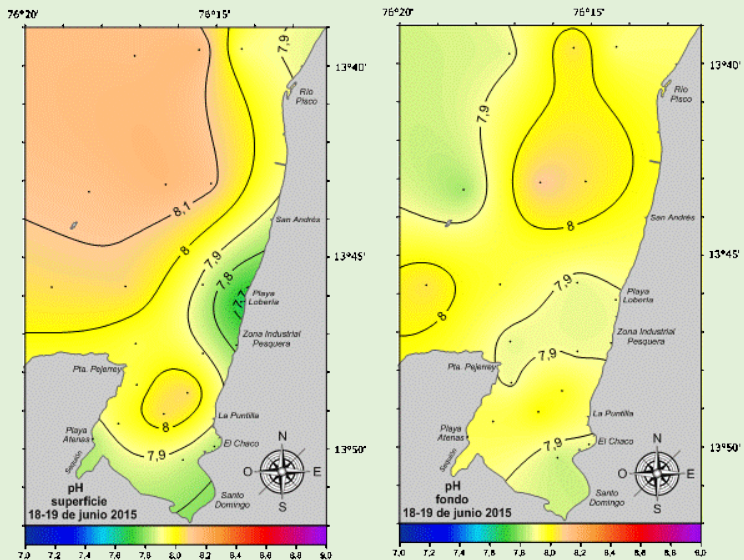 76°20'
76°15'
7,9
13°40'
Río
Pisco
8,1
San Andrés
8
7,9
13°45'
7,8
7,7
Playa
Lobería
Zona Industrial
Pesquera
Pta. Pejerrey
8
La Puntilla
Playa
Atenas
El Chaco
7,9
13°50'
Sequión
N
O
E
S
pH
superficie
18-19 de junio 2015
Santo
Domingo
7,0 7,2 7,4 7,6 7,8 8,0 8,2 8,4 8,6 8,8 9,0
76°20'
76°15'
13°40'
Río
Pisco
7,9
San Andrés
8
13°45'
7,9
Playa
Lobería
8
Zona Industrial
Pesquera
7,9
Pta. Pejerrey
La Puntilla
Playa
Atenas
El Chaco
7,9
13°50'
Sequión
N
O
E
S
pH
fondo
18-19 de junio 2015
Santo
Domingo
7,0 7,2 7,4 7,6 7,8 8,0 8,2 8,4 8,6 8,8 9,0